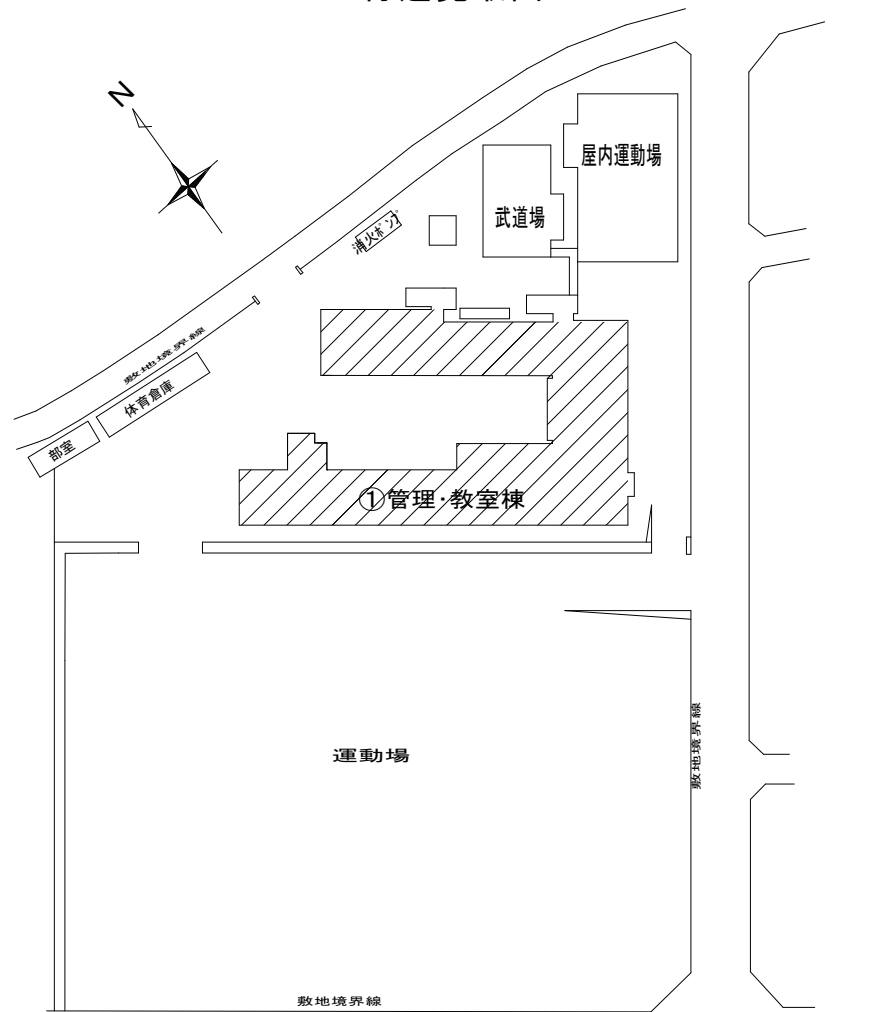 N
屋内運動場
武道場
消火ポンプ
敷地境界線
体育倉庫
部室
①管理・教室棟
敷地境界線
運動場
敷地境界線